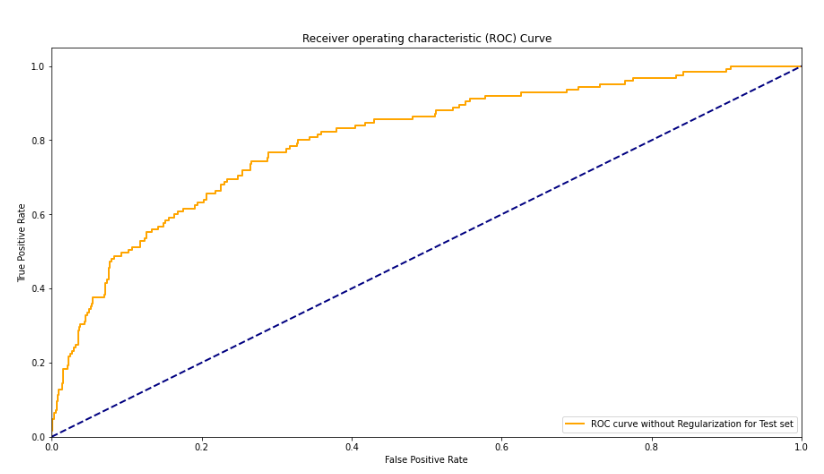 Receiver operating characteristic (ROC) Curve
1.0
0.8
0.6
0.4
0.2
0.0
True Positive Rate
0.0 0.2 0.4 0.6 0.8 1.0
False Positive Rate
ROC curve without Regularization for Test set